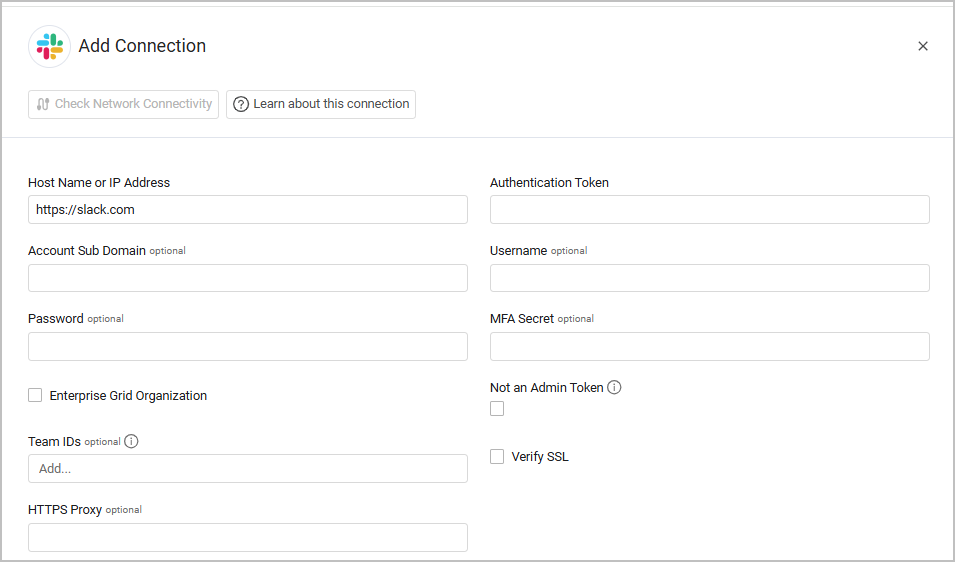 Add Connection
Check Network Connectivity
Learn about this connection
Host Name or IP Address
https://slack.com
Authentication Token
Account Sub Domain optional
Username optional
Password optional
MFA Secret optional
Enterprise Grid Organization
Not an Admin Token
Team IDs optional
Add...
Verify SSL
HTTPS Proxy optional